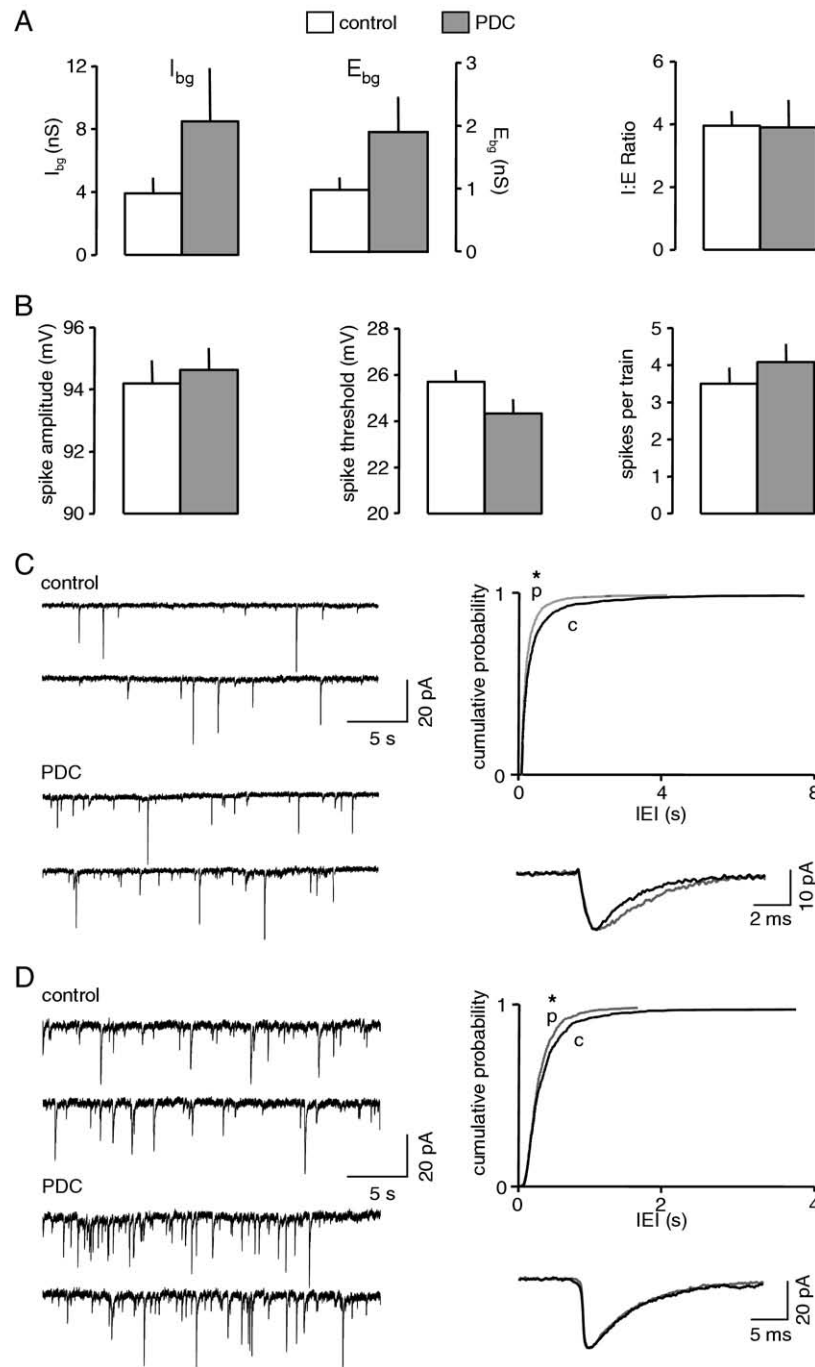 A
control PDC
I_bg E_bg
I_bg (nS)
12
8
4
0
3
2
1
0
E_bg (nS)
I:E Ratio
6
4
2
0
B
spike amplitude (mV)
96
94
92
90
spike threshold (mV)
28
26
24
22
20
spikes per train
5
4
3
2
1
0
C
control
20 pA
5 s
PDC
cumulative probability
1
0
*
p
c
0 4 8
IEI (s)
10 pA
2 ms
D
control
20 pA
5 s
PDC
cumulative probability
1
0
*
p
c
0 2 4
IEI (s)
20 pA
5 ms